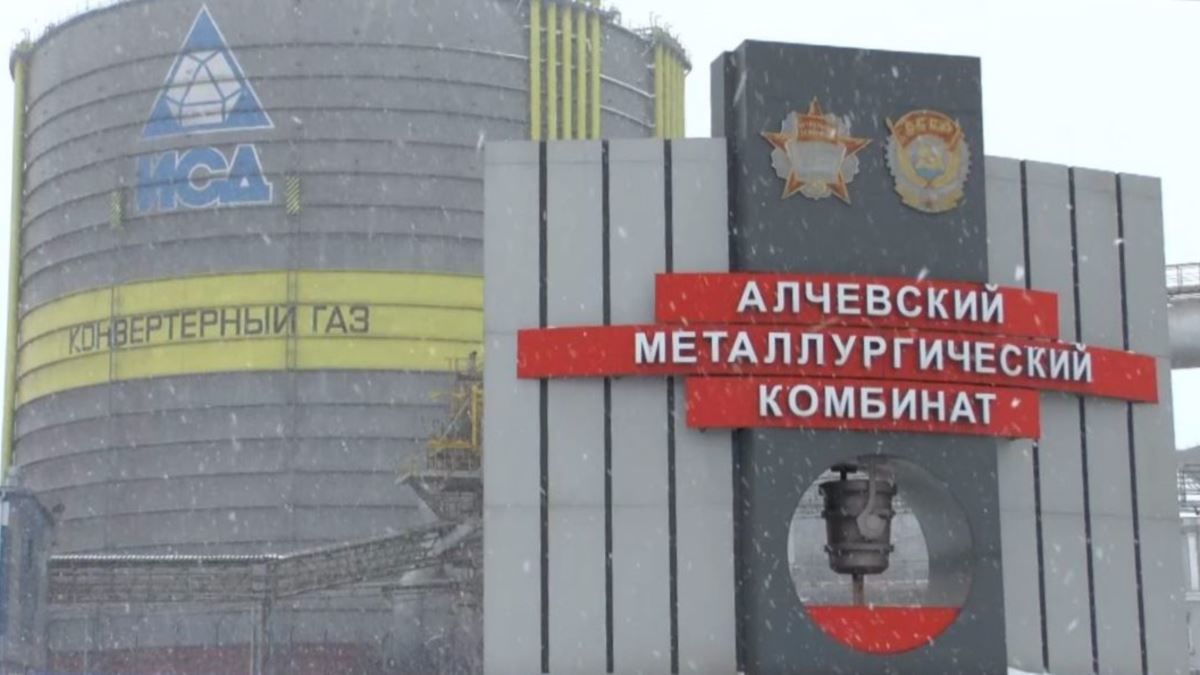 ИСД
КОНВЕРТЕРНЫЙ ГАЗ
АЛЧЕВСКИЙ
МЕТАЛЛУРГИЧЕСКИЙ
КОМБИНАТ